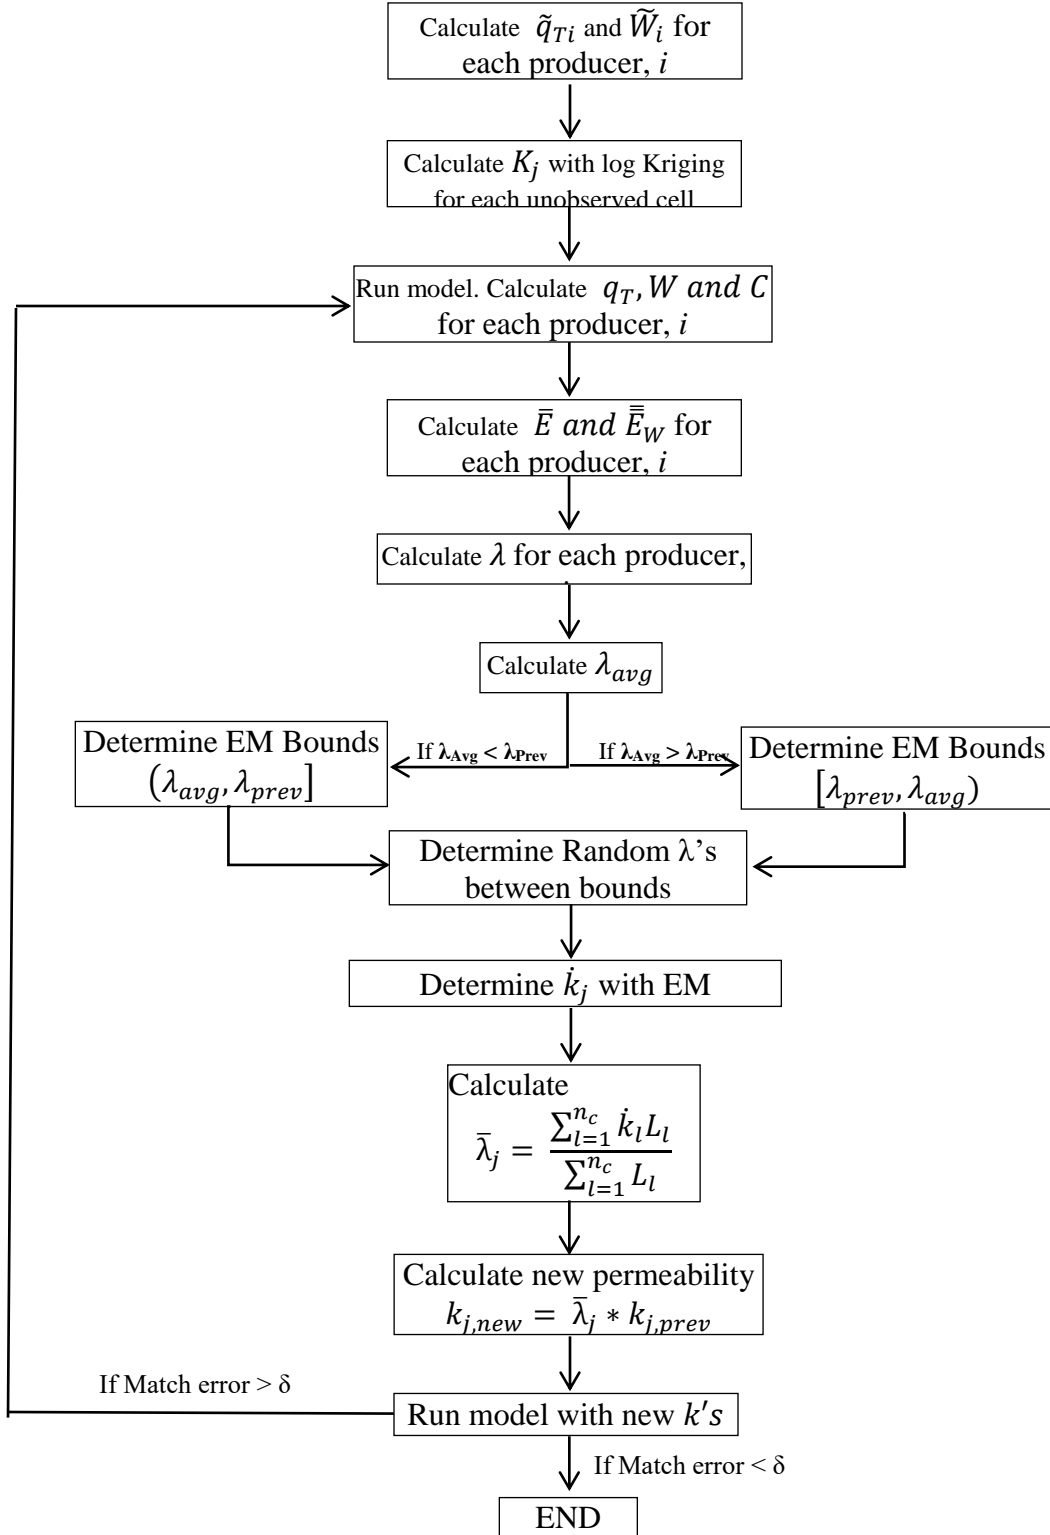 Calculate q̃_Ti and W̃_i for
each producer, i
Calculate K_j with log Kriging
for each unobserved cell
Run model. Calculate q_T, W and C
for each producer, i
Calculate Ē and E̿_W for
each producer, i
Calculate λ for each producer,
Calculate λ_avg
If λ_Avg < λ_Prev
If λ_Avg > λ_Prev
Determine EM Bounds
(λ_avg, λ_prev]
Determine EM Bounds
[λ_prev, λ_avg)
Determine Random λ's
between bounds
Determine k̇_j with EM
Calculate
λ̄_j = ∑_{l=1}^{n_c} k̇_l L_l / ∑_{l=1}^{n_c} L_l
Calculate new permeability
k_{j,new} = λ̄_j * k_{j,prev}
If Match error > δ
Run model with new k's
If Match error < δ
END